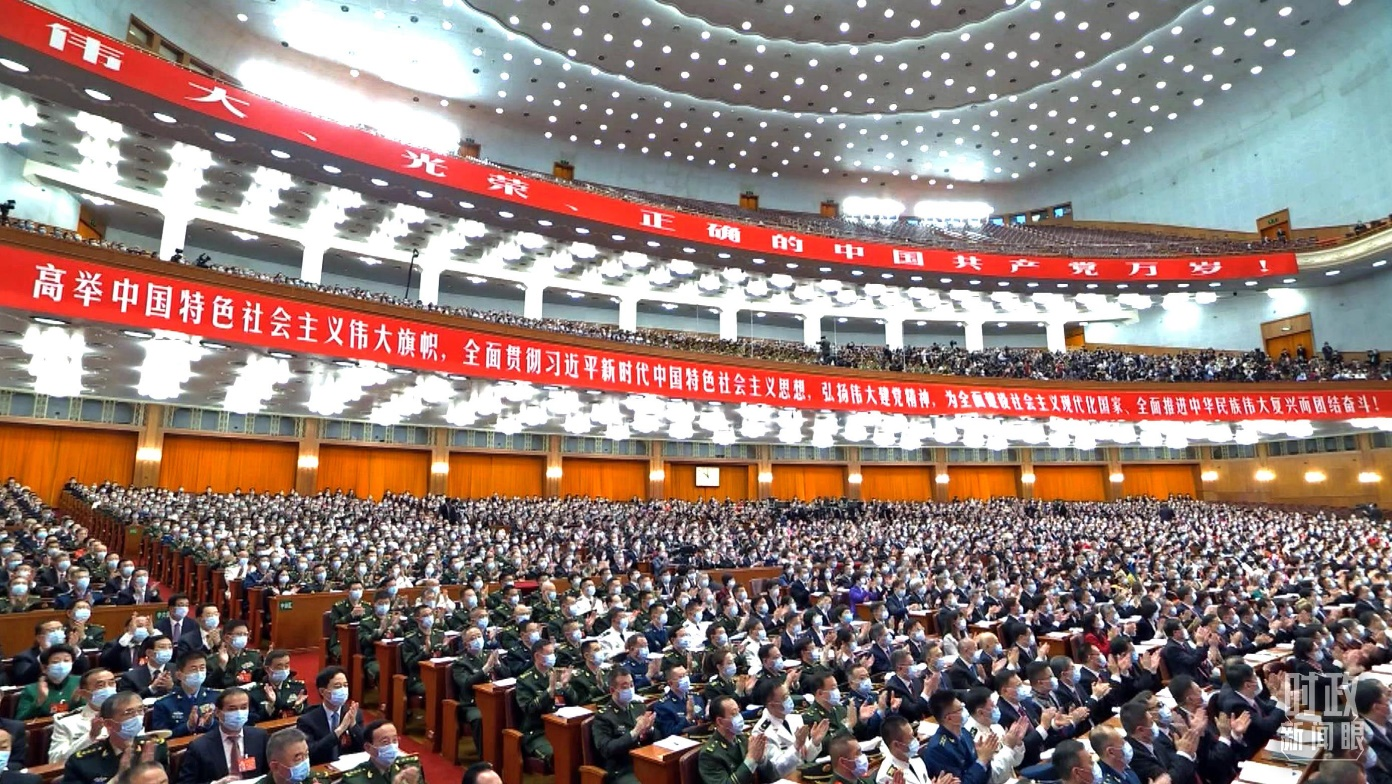 伟大、光荣、正确的中国共产党万岁！
高举中国特色社会主义伟大旗帜，全面贯彻习近平新时代中国特色社会主义思想，弘扬伟大建党精神，为全面建设社会主义现代化国家、全面推进中华民族伟大复兴而团结奋斗！
时政
新闻眼